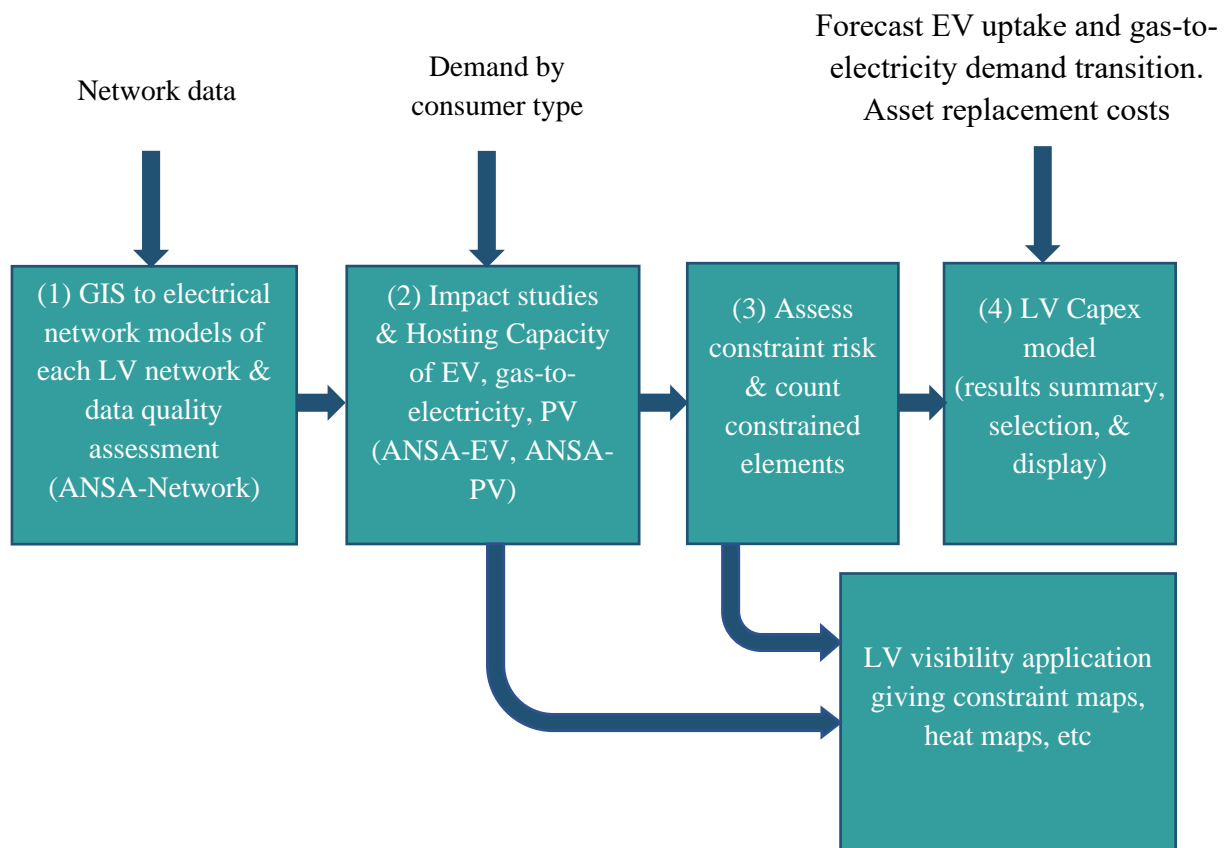 Network data
Demand by
consumer type
Forecast EV uptake and gas-to-
electricity demand transition.
Asset replacement costs
(1) GIS to electrical
network models of
each LV network &
data quality
assessment
(ANSA-Network)
(2) Impact studies
& Hosting Capacity
of EV, gas-to-
electricity, PV
(ANSA-EV, ANSA-
PV)
(3) Assess
constraint risk
& count
constrained
elements
(4) LV Capex
model
(results summary,
selection, &
display)
LV visibility application
giving constraint maps,
heat maps, etc